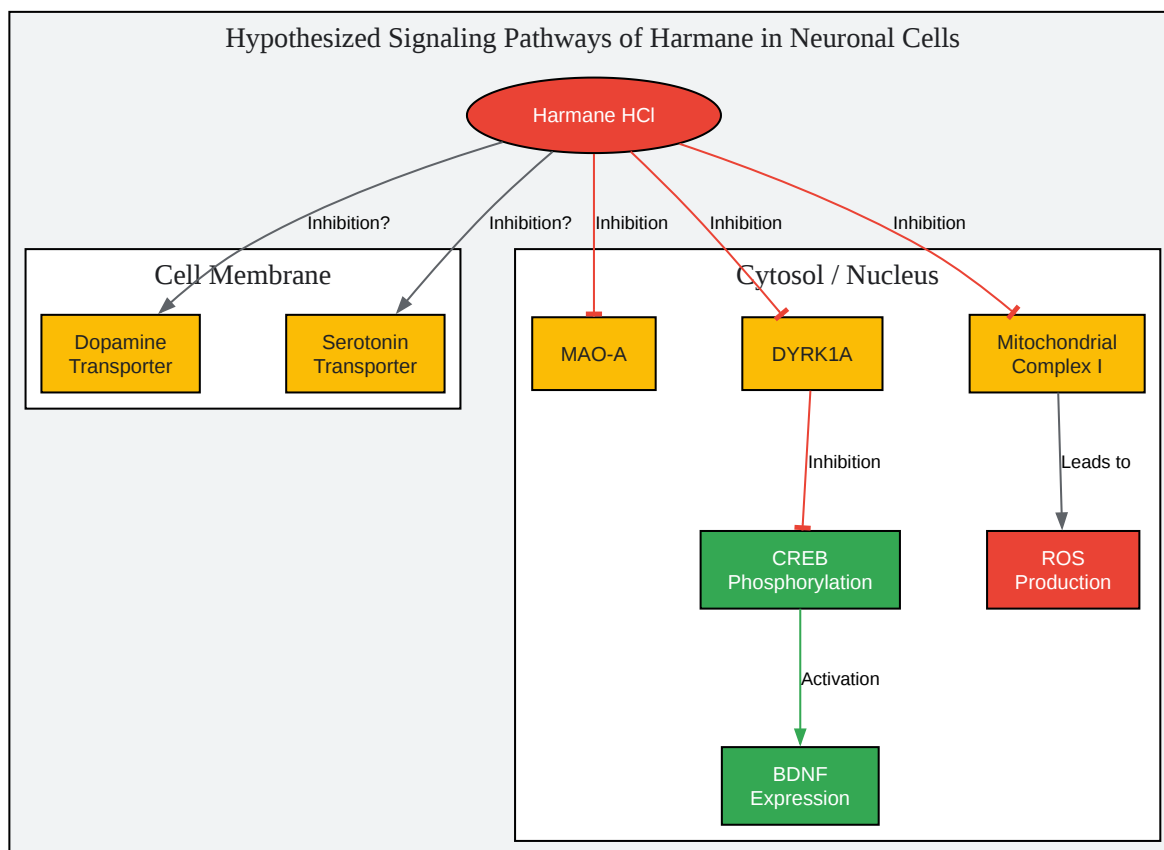 Hypothesized Signaling Pathways of Harmane in Neuronal Cells
Harmane HCl
Inhibition?
Inhibition?
Inhibition
Inhibition
Inhibition
Cell Membrane
Cytosol / Nucleus
Dopamine
Transporter
Serotonin
Transporter
MAO-A
DYRK1A
Mitochondrial
Complex I
Inhibition
Leads to
CREB
Phosphorylation
ROS
Production
Activation
BDNF
Expression